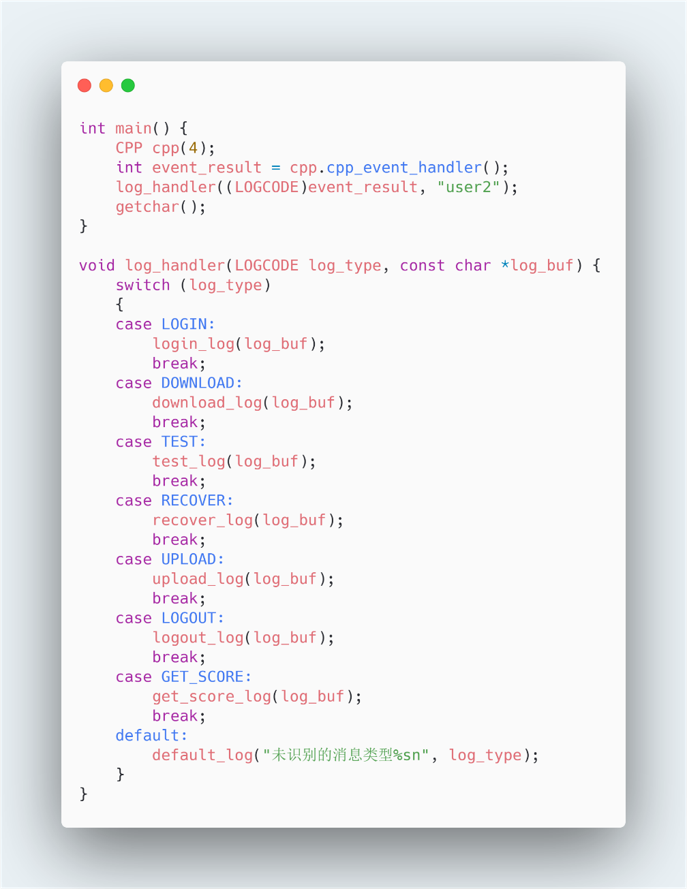 int main() {
    CPP cpp(4);
    int event_result = cpp.cpp_event_handler();
    log_handler((LOGCODE)event_result, "user2");
    getchar();
}

void log_handler(LOGCODE log_type, const char *log_buf) {
    switch (log_type)
    {
    case LOGIN:
        login_log(log_buf);
        break;
    case DOWNLOAD:
        download_log(log_buf);
        break;
    case TEST:
        test_log(log_buf);
        break;
    case RECOVER:
        recover_log(log_buf);
        break;
    case UPLOAD:
        upload_log(log_buf);
        break;
    case LOGOUT:
        logout_log(log_buf);
        break;
    case GET_SCORE:
        get_score_log(log_buf);
        break;
    default:
        default_log("未识别的消息类型%sn", log_type);
    }
}